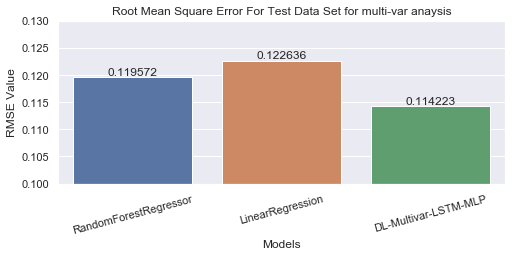 Root Mean Square Error For Test Data Set for multi-var anaysis
0.130
0.125
0.120
0.115
0.110
0.105
0.100
RMSE Value
0.119572
0.122636
0.114223
RandomForestRegressor
LinearRegression
DL-Multivar-LSTM-MLP
Models